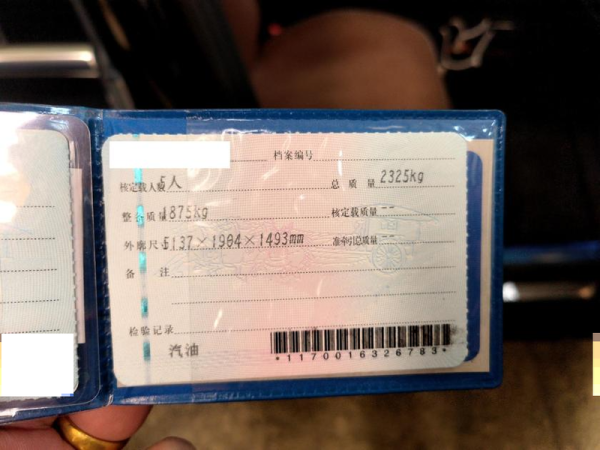 档案编号
核定载人数 5人 总质量 2325kg
整备质量 1875kg 核定载质量 --
外廓尺寸 5137×1904×1493mm 准牵引总质量 --
备注
检验记录
汽油
*1170016326783*